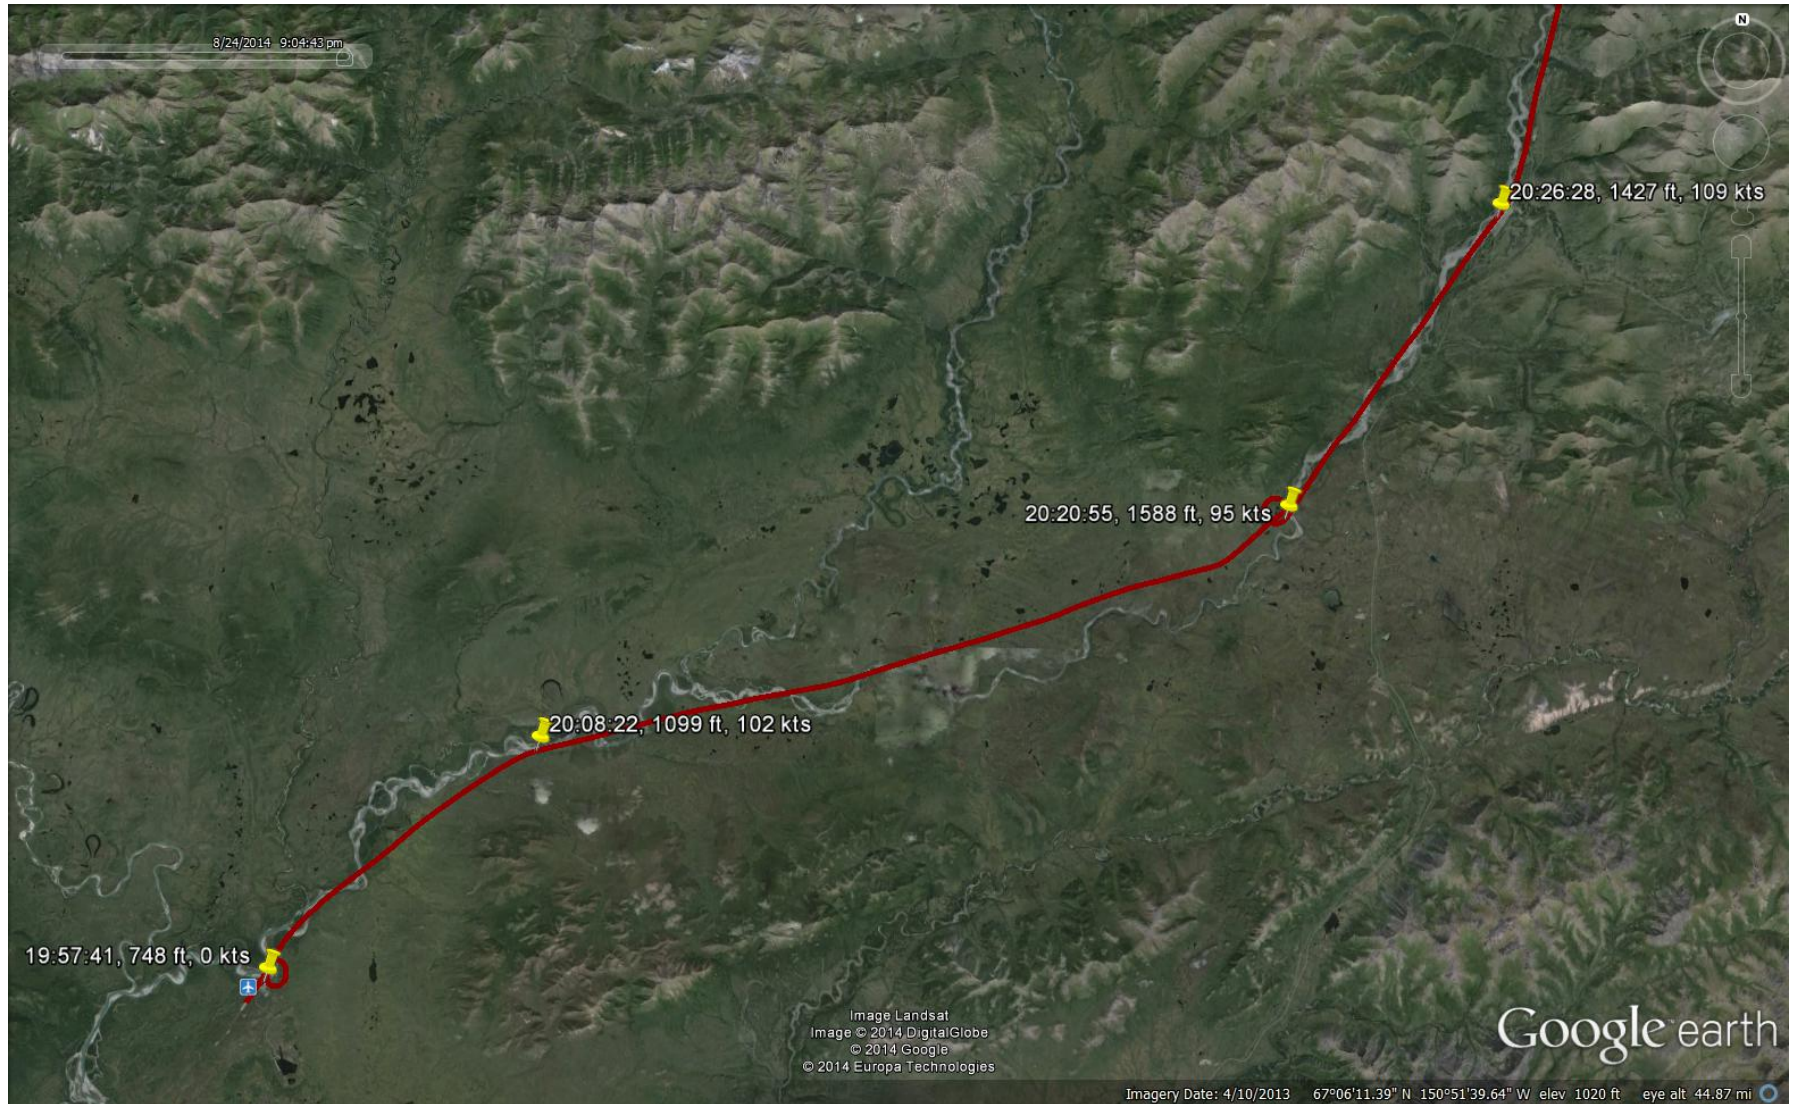 8/24/2014 9:04:43 pm
N
20:26:28, 1427 ft, 109 kts
20:20:55, 1588 ft, 95 kts
20:08:22, 1099 ft, 102 kts
19:57:41, 748 ft, 0 kts
Image Landsat
Image © 2014 DigitalGlobe
© 2014 Google
© 2014 Europa Technologies
Google earth
Imagery Date: 4/10/2013 67°06'11.39" N 150°51'39.64" W elev 1020 ft eye alt 44.87 mi